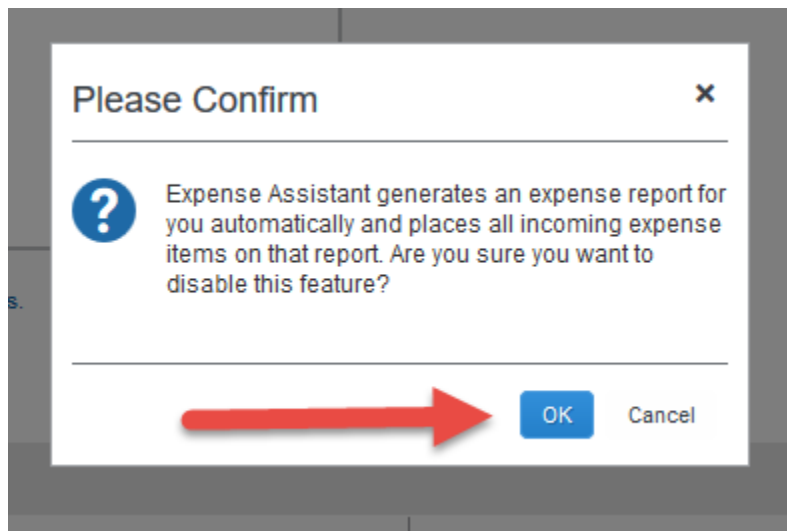 Please Confirm
Expense Assistant generates an expense report for
you automatically and places all incoming expense
items on that report. Are you sure you want to
disable this feature?
s.
OK
Cancel